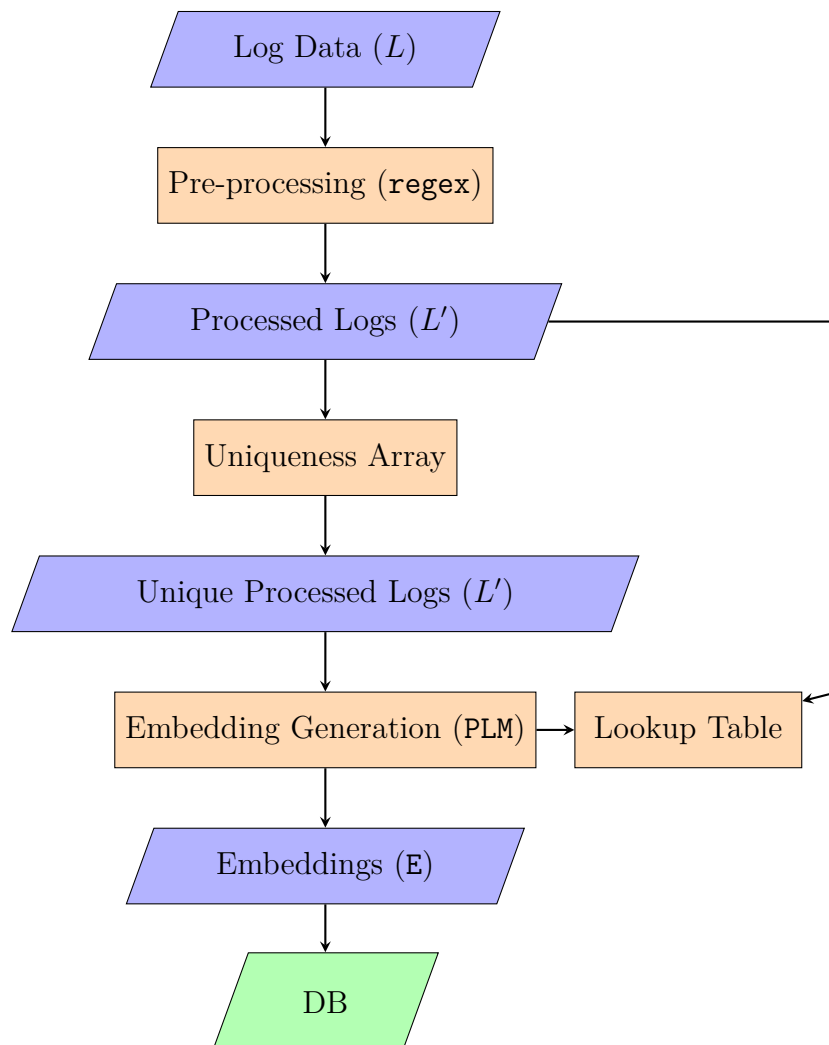 Log Data (L)
Pre-processing (regex)
Processed Logs (L′)
Uniqueness Array
Unique Processed Logs (L′)
Embedding Generation (PLM)
Lookup Table
Embeddings (E)
DB